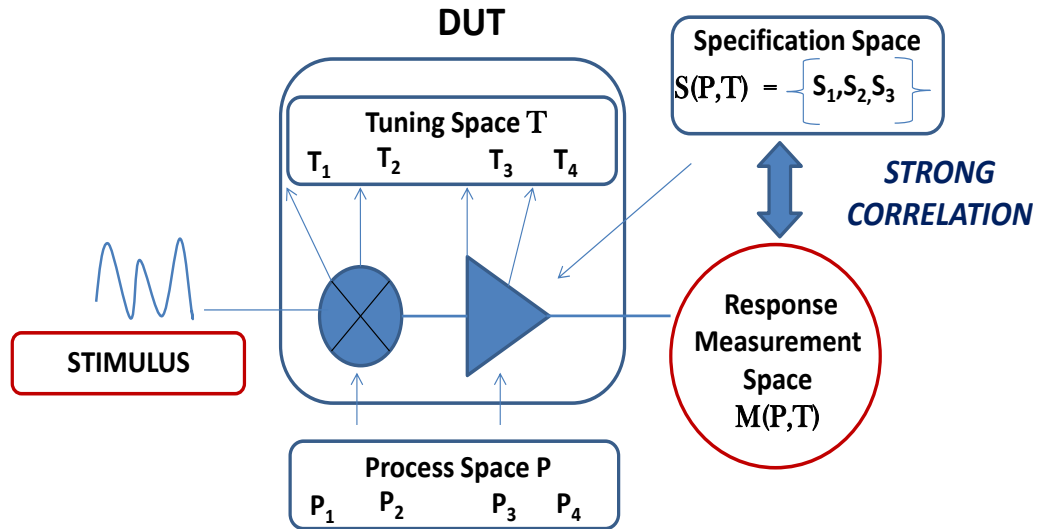 DUT
Specification Space
S(P,T) = {S₁,S₂,S₃}
Tuning Space T
T₁ T₂ T₃ T₄
STRONG
CORRELATION
STIMULUS
Response
Measurement
Space
M(P,T)
Process Space P
P₁ P₂ P₃ P₄